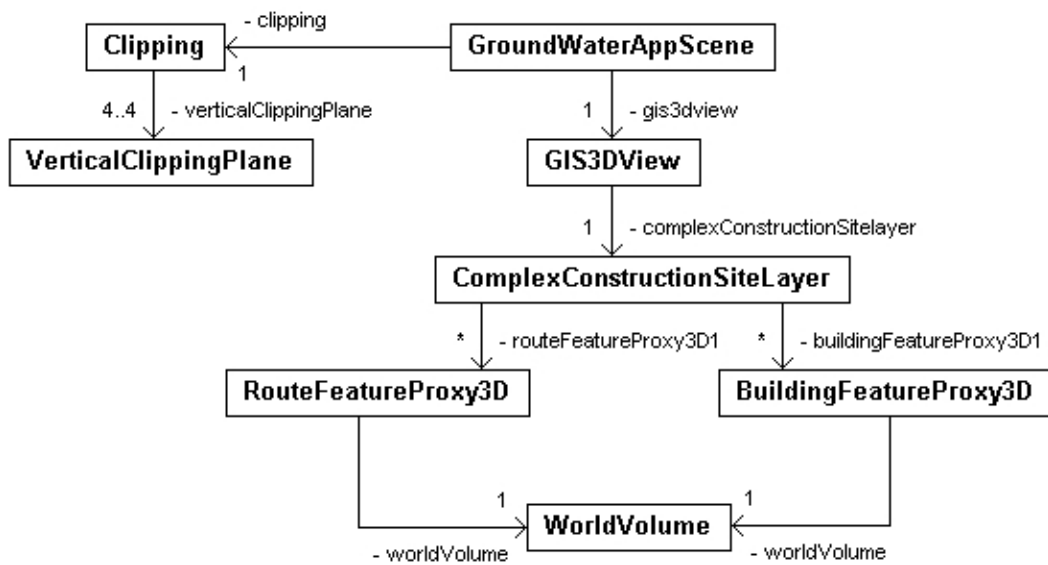 - clipping
Clipping
GroundWaterAppScene
1
4..4
- verticalClippingPlane
1
- gis3dview
VerticalClippingPlane
GIS3DView
1
- complexConstructionSitelayer
ComplexConstructionSiteLayer
*
- routeFeatureProxy3D1
*
- buildingFeatureProxy3D1
RouteFeatureProxy3D
BuildingFeatureProxy3D
1
1
WorldVolume
- worldVolume
- worldVolume